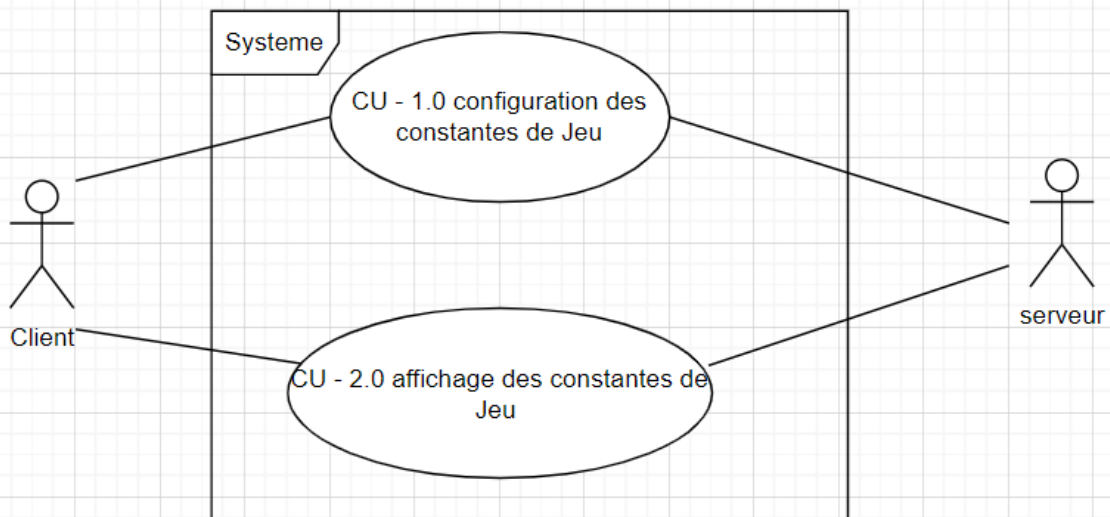 Systeme
CU - 1.0 configuration des
constantes de Jeu
Client
serveur
CU - 2.0 affichage des constantes de
Jeu